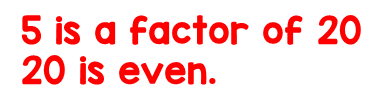 5 is a factor of 20
20 is even.